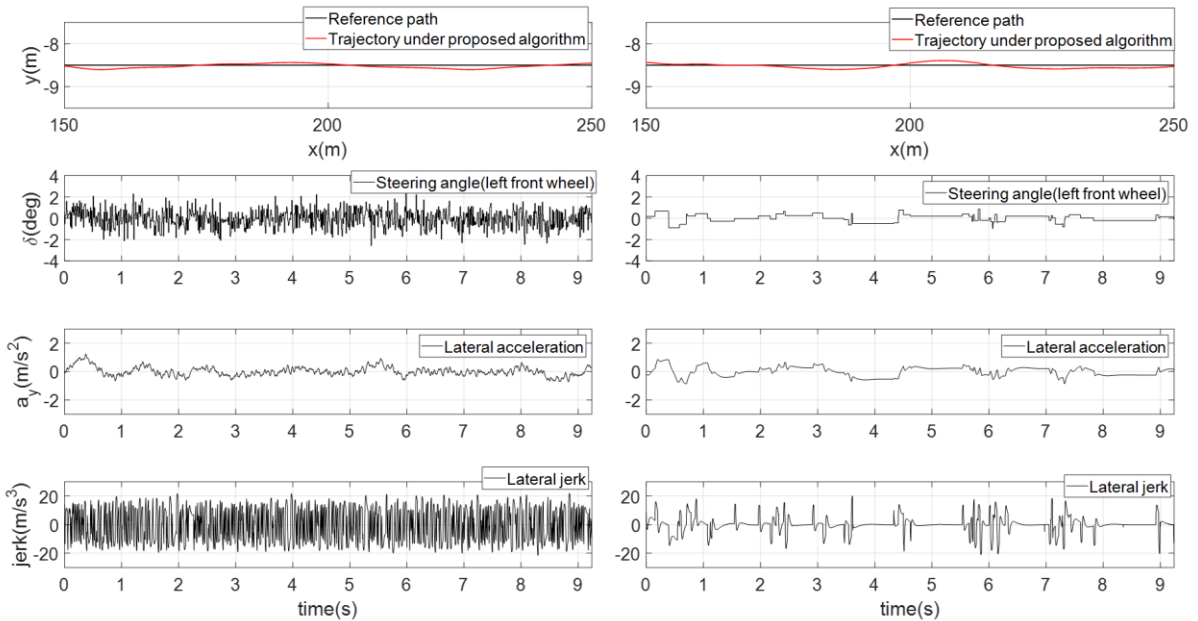 Reference path
Trajectory under proposed algorithm
y(m)
-8
-9
150 200 250
x(m)
Steering angle(left front wheel)
δ(deg)
4
2
0
-2
-4
0 1 2 3 4 5 6 7 8 9
Lateral acceleration
a_y(m/s²)
2
0
-2
0 1 2 3 4 5 6 7 8 9
Lateral jerk
jerk(m/s³)
20
0
-20
0 1 2 3 4 5 6 7 8 9
time(s)
Reference path
Trajectory under proposed algorithm
-8
-9
150 200 250
x(m)
Steering angle(left front wheel)
4
2
0
-2
-4
0 1 2 3 4 5 6 7 8 9
Lateral acceleration
2
0
-2
0 1 2 3 4 5 6 7 8 9
Lateral jerk
20
0
-20
0 1 2 3 4 5 6 7 8 9
time(s)